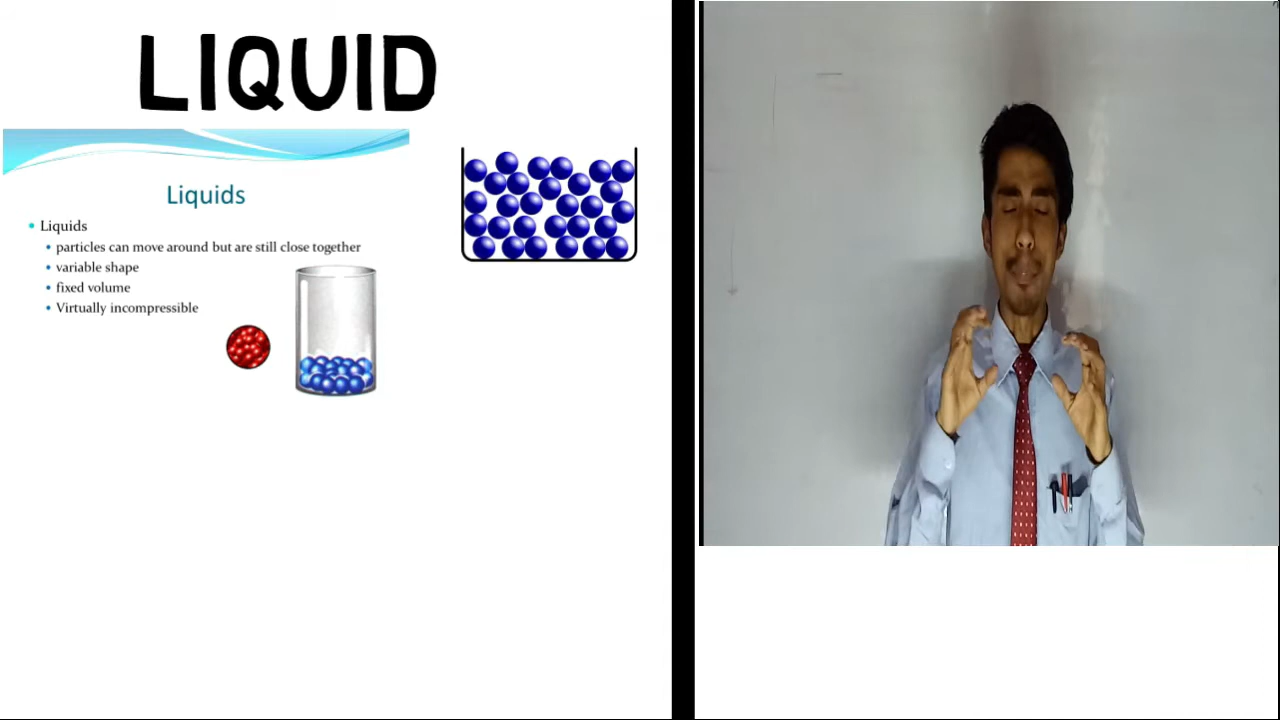 LIQUID
Liquids
Liquids
particles can move around but are still close together
variable shape
fixed volume
Virtually incompressible